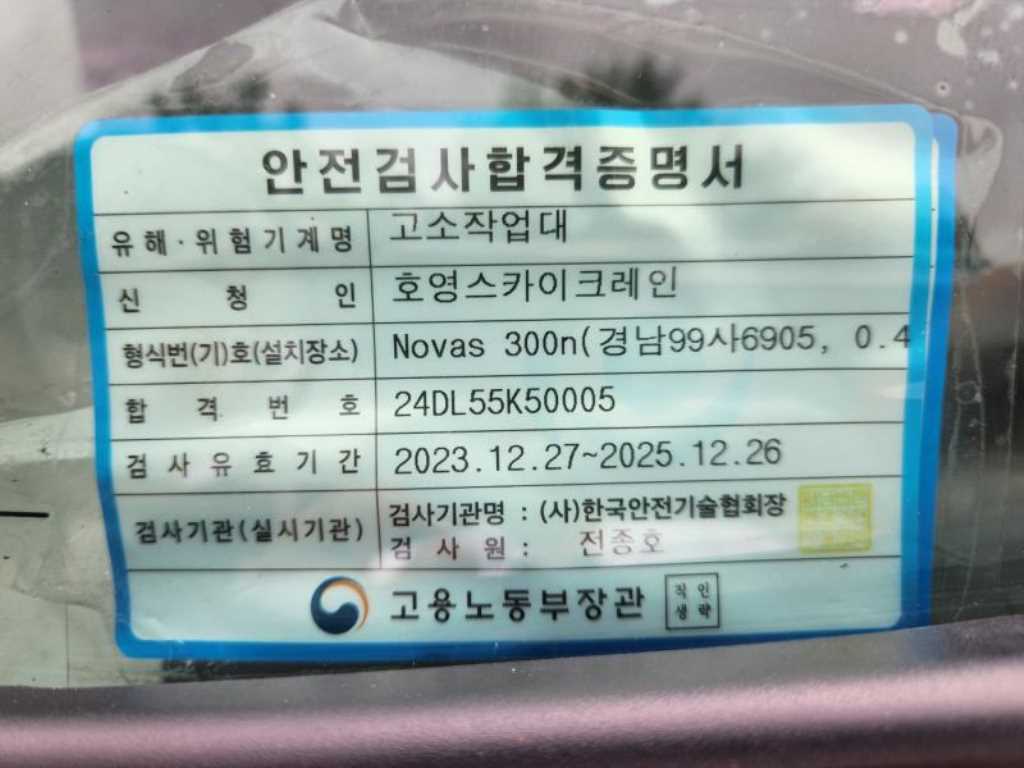 안전검사합격증명서
유해·위험기계명 고소작업대
신청인 호영스카이크레인
형식번(기)호(설치장소) Novas 300n(경남99사6905, 0.4
합격번호 24DL55K50005
검사유효기간 2023.12.27~2025.12.26
검사기관(실시기관) 검사기관명 : (사)한국안전기술협회장
검사원 : 전종호
고용노동부장관 직인
생략